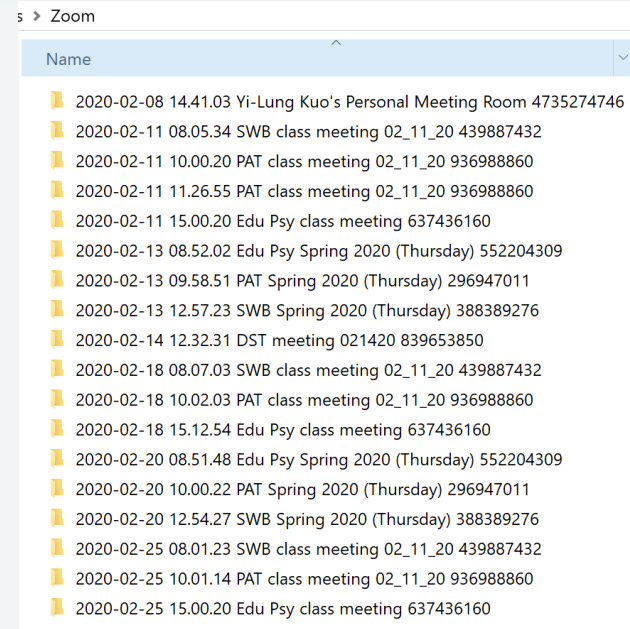 s > Zoom
Name
2020-02-08 14.41.03 Yi-Lung Kuo's Personal Meeting Room 4735274746
2020-02-11 08.05.34 SWB class meeting 02_11_20 439887432
2020-02-11 10.00.20 PAT class meeting 02_11_20 936988860
2020-02-11 11.26.55 PAT class meeting 02_11_20 936988860
2020-02-11 15.00.20 Edu Psy class meeting 637436160
2020-02-13 08.52.02 Edu Psy Spring 2020 (Thursday) 552204309
2020-02-13 09.58.51 PAT Spring 2020 (Thursday) 296947011
2020-02-13 12.57.23 SWB Spring 2020 (Thursday) 388389276
2020-02-14 12.32.31 DST meeting 021420 839653850
2020-02-18 08.07.03 SWB class meeting 02_11_20 439887432
2020-02-18 10.02.03 PAT class meeting 02_11_20 936988860
2020-02-18 15.12.54 Edu Psy class meeting 637436160
2020-02-20 08.51.48 Edu Psy Spring 2020 (Thursday) 552204309
2020-02-20 10.00.22 PAT Spring 2020 (Thursday) 296947011
2020-02-20 12.54.27 SWB Spring 2020 (Thursday) 388389276
2020-02-25 08.01.23 SWB class meeting 02_11_20 439887432
2020-02-25 10.01.14 PAT class meeting 02_11_20 936988860
2020-02-25 15.00.20 Edu Psy class meeting 637436160